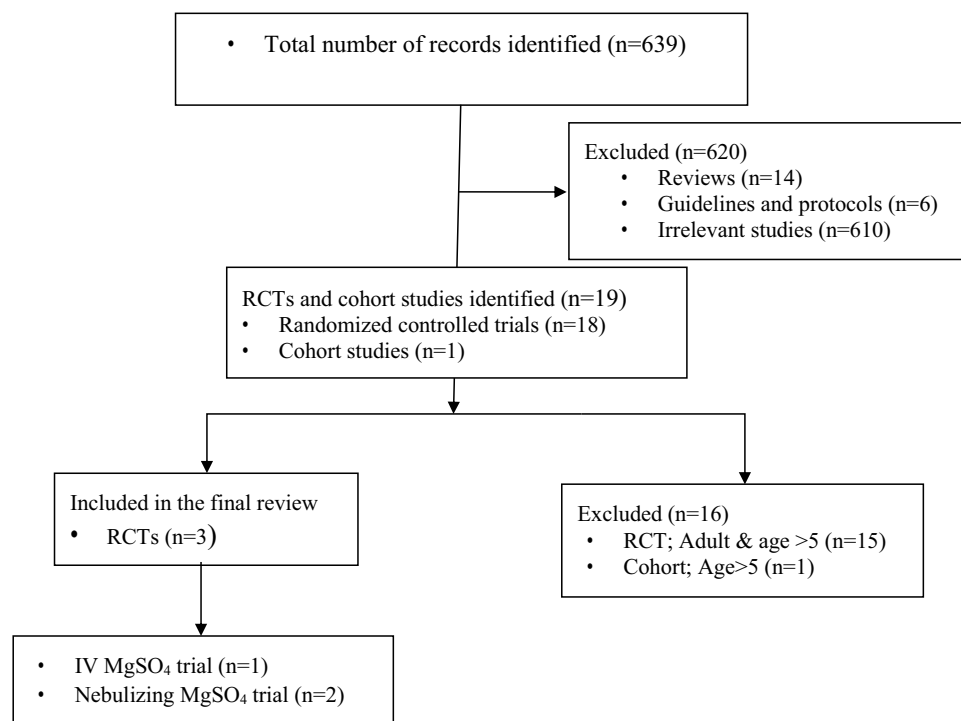 • Total number of records identified (n=639)
Excluded (n=620)
• Reviews (n=14)
• Guidelines and protocols (n=6)
• Irrelevant studies (n=610)
RCTs and cohort studies identified (n=19)
• Randomized controlled trials (n=18)
• Cohort studies (n=1)
Included in the final review
• RCTs (n=3)
Excluded (n=16)
• RCT; Adult & age >5 (n=15)
• Cohort; Age>5 (n=1)
• IV MgSO₄ trial (n=1)
• Nebulizing MgSO₄ trial (n=2)